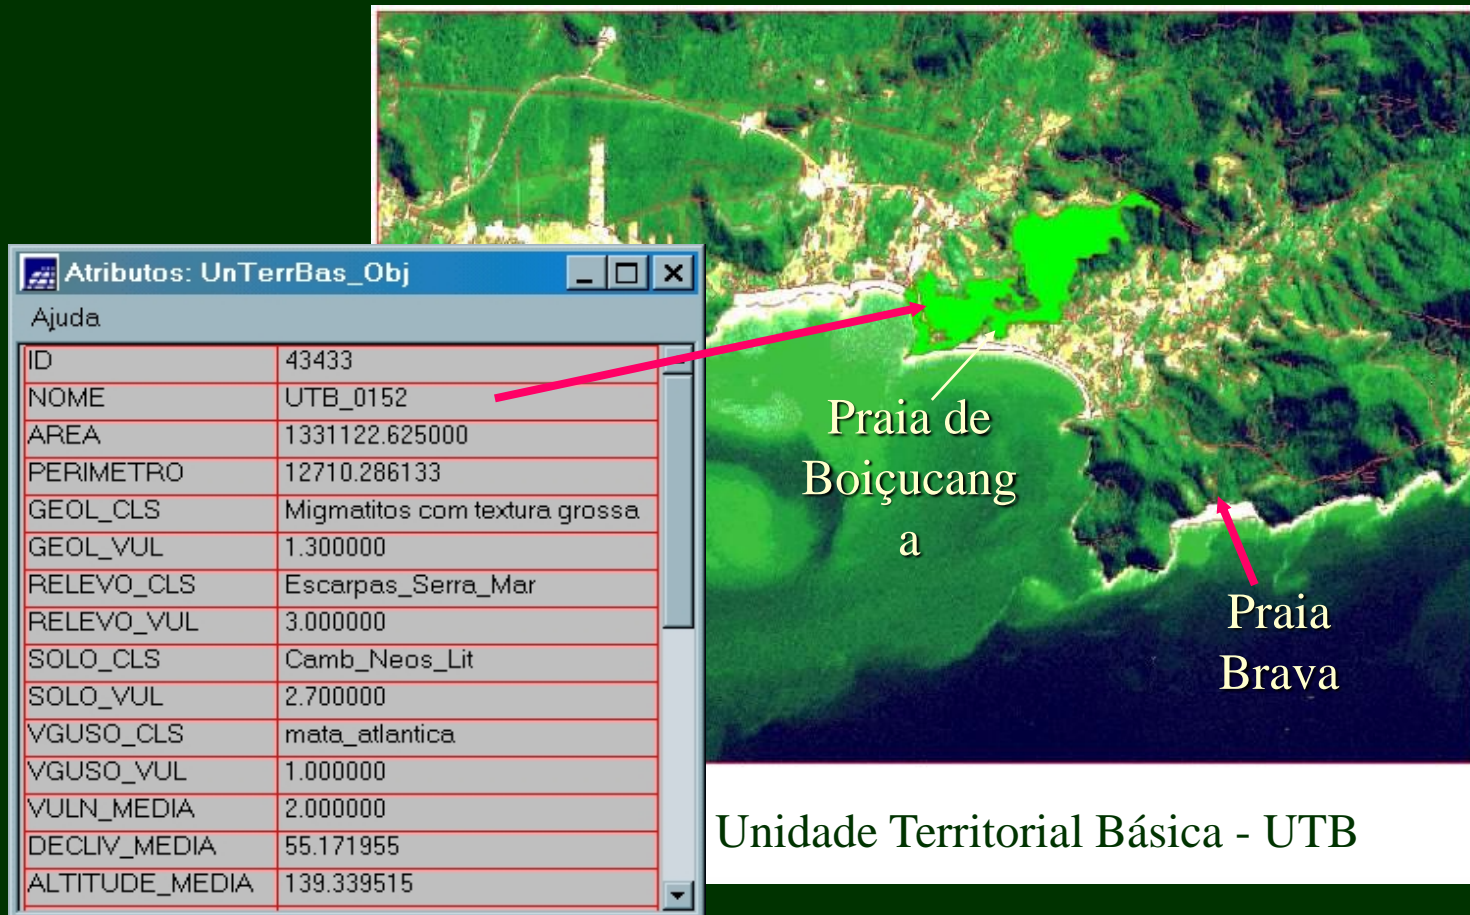 Atributos: UnTerrBas_Obj
Ajuda
ID 43433
NOME UTB_0152
AREA 1331122.625000
PERIMETRO 12710.286133
GEOL_CLS Migmatitos com textura grossa
GEOL_VUL 1.300000
RELEVO_CLS Escarpas_Serra_Mar
RELEVO_VUL 3.000000
SOLO_CLS Camb_Neos_Lit
SOLO_VUL 2.700000
VGUSO_CLS mata_atlantica
VGUSO_VUL 1.000000
VULN_MEDIA 2.000000
DECLIV_MEDIA 55.171955
ALTITUDE_MEDIA 139.339515
Praia de
Boiçucang
a
Praia
Brava
Unidade Territorial Básica - UTB